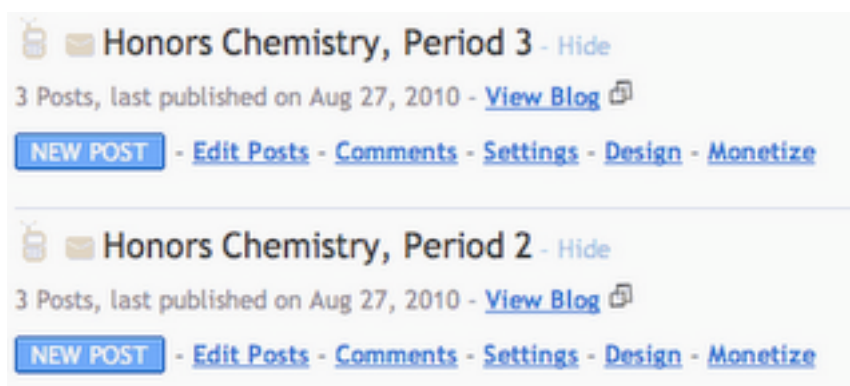 Honors Chemistry, Period 3 - Hide
3 Posts, last published on Aug 27, 2010 - View Blog
NEW POST - Edit Posts - Comments - Settings - Design - Monetize
Honors Chemistry, Period 2 - Hide
3 Posts, last published on Aug 27, 2010 - View Blog
NEW POST - Edit Posts - Comments - Settings - Design - Monetize